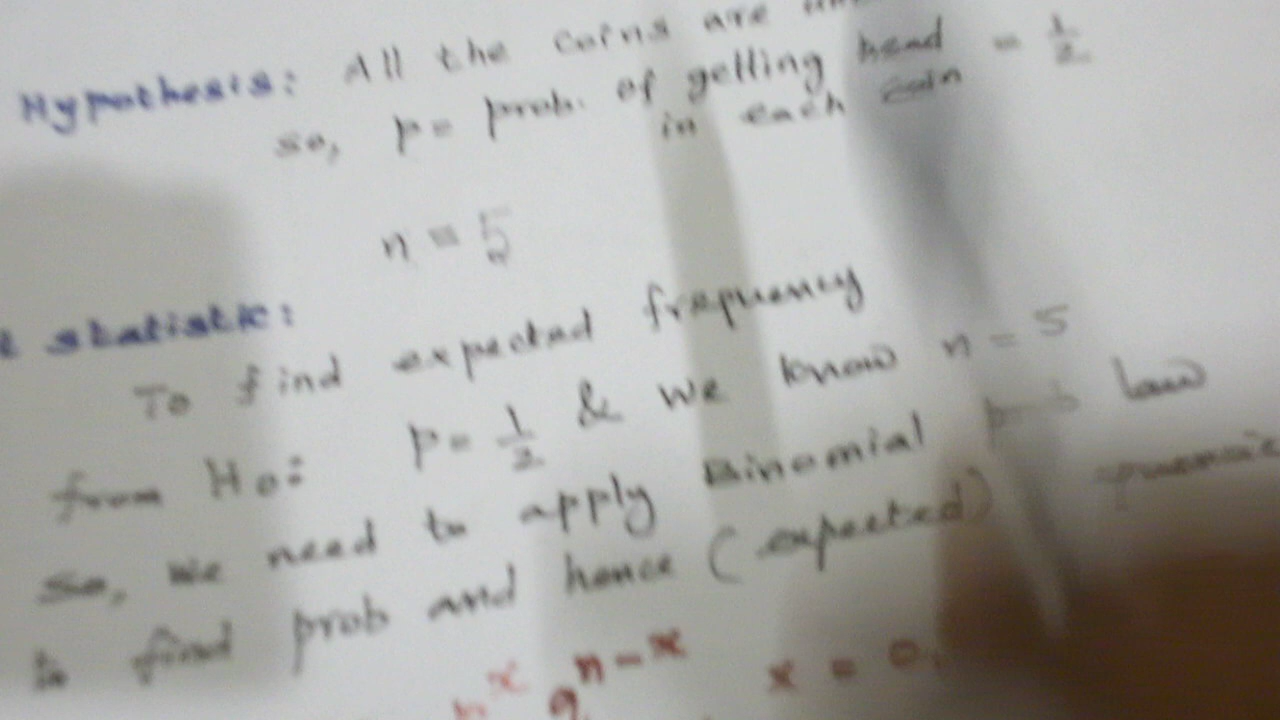 Hypothesis: All the coins are
so, p = prob. of getting head = 1/2
in each coin
n = 5
statistic:
To find expected frequency
from H0: p = 1/2 & we know n = 5
so, we need to apply Binomial law
to find prob and hence (expected)
x q^n-x x = 0,